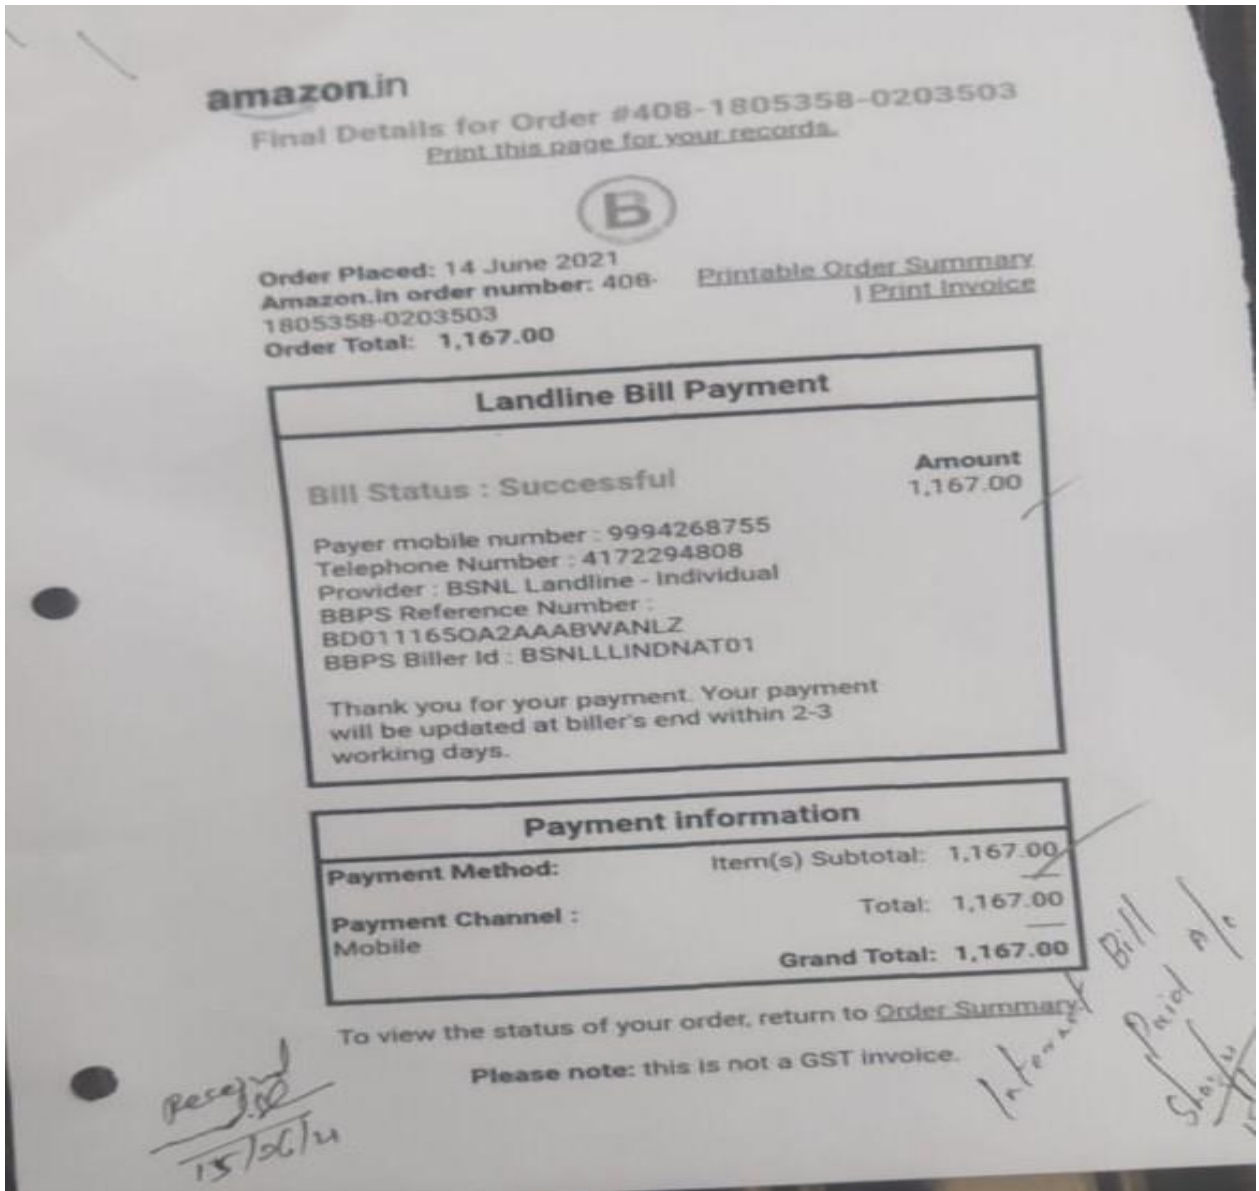 amazon.in
Final Details for Order #408-1805358-0203503
Print this page for your records.
B
Order Placed: 14 June 2021
Amazon.in order number: 408-
1805358-0203503
Order Total: 1,167.00
Printable Order Summary
| Print Invoice
Landline Bill Payment
Bill Status : Successful
Amount
1,167.00
Payer mobile number : 9994268755
Telephone Number : 4172294808
Provider : BSNL Landline - Individual
BBPS Reference Number :
BD011165OA2AAABWANLZ
BBPS Biller Id : BSNLLLINDNAT01
Thank you for your payment. Your payment
will be updated at biller's end within 2-3
working days.
Payment information
Payment Method:
Item(s) Subtotal: 1,167.00
Total: 1,167.00
Payment Channel :
Mobile
Grand Total: 1,167.00
To view the status of your order, return to Order Summary.
Please note: this is not a GST invoice.
15/06/21
Bill
Paid A/c